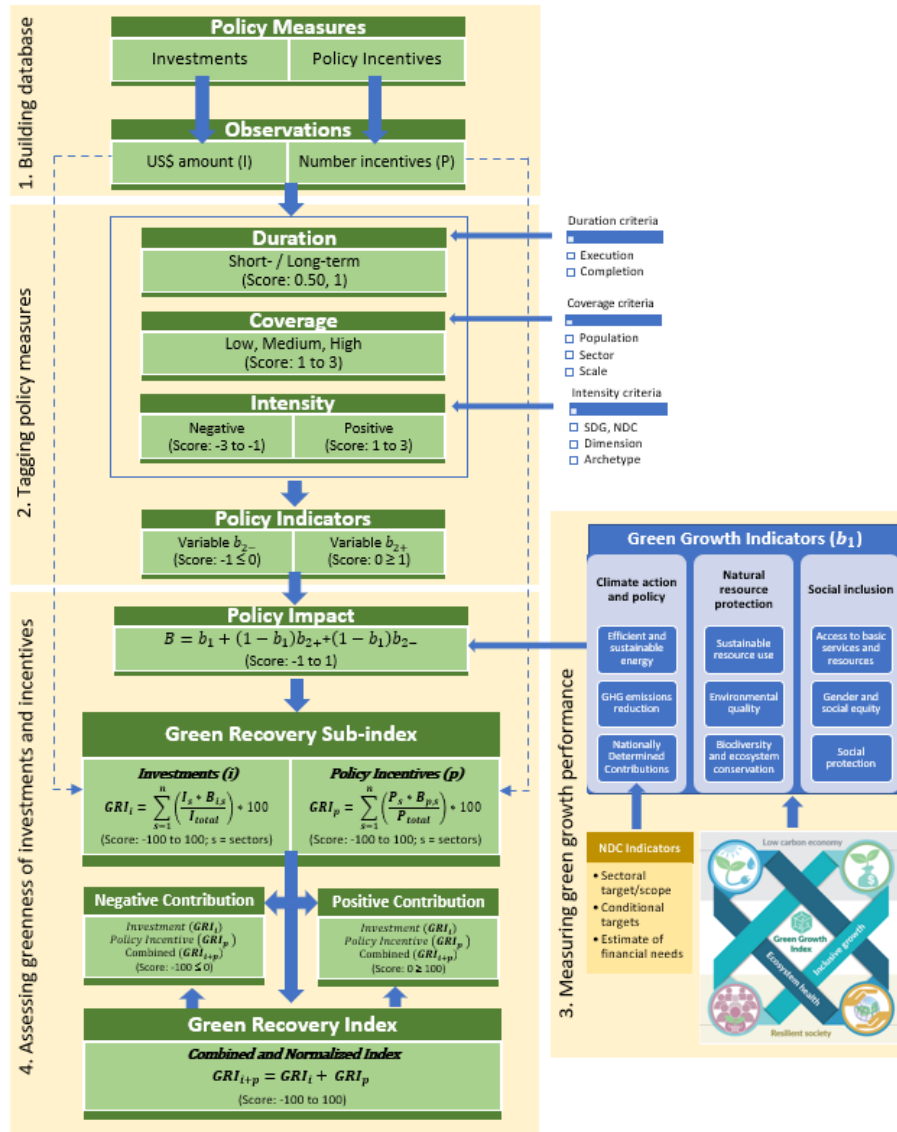 1. Building database
Policy Measures
Investments
Policy Incentives
Observations
US$ amount (I)
Number incentives (P)
2. Tagging policy measures
Duration
Short- / Long-term
(Score: 0.50, 1)
Coverage
Low, Medium, High
(Score: 1 to 3)
Intensity
Negative
(Score: -3 to -1)
Positive
(Score: 1 to 3)
Duration criteria
Execution
Completion
Coverage criteria
Population
Sector
Scale
Intensity criteria
SDG, NDC
Dimension
Archetype
Policy Indicators
Variable b₂₋
(Score: -1 ≤ 0)
Variable b₂₊
(Score: 0 ≥ 1)
4. Assessing greenness of investments and incentives
Policy Impact
B = b₁ + (1 − b₁)b₂₊+(1 − b₁)b₂₋
(Score: -1 to 1)
Green Recovery Sub-index
Investments (i)
GRIᵢ = ∑ₛ₌₁ⁿ (Iₛ * Bᵢ,ₛ / Iₜₒₜₐₗ) * 100
(Score: -100 to 100; s = sectors)
Policy Incentives (p)
GRIₚ = ∑ₛ₌₁ⁿ (Pₛ * Bₚ,ₛ / Pₜₒₜₐₗ) * 100
(Score: -100 to 100; s = sectors)
Negative Contribution
Investment (GRIᵢ)
Policy Incentive (GRIₚ)
Combined (GRIᵢ₊ₚ)
(Score: -100 ≤ 0)
Positive Contribution
Investment (GRIᵢ)
Policy Incentive (GRIₚ)
Combined (GRIᵢ₊ₚ)
(Score: 0 ≥ 100)
Green Recovery Index
Combined and Normalized Index
GRIᵢ₊ₚ = GRIᵢ + GRIₚ
(Score: -100 to 100)
3. Measuring green growth performance
Green Growth Indicators (b₁)
Climate action
and policy
Efficient and
sustainable
energy
GHG emissions
reduction
Nationally
Determined
Contributions
Natural
resource
protection
Sustainable
resource use
Environmental
quality
Biodiversity and
ecosystem
conservation
Social inclusion
Access to basic
services and
resources
Gender and
social equity
Social
protection
NDC Indicators
• Sectoral
target/scope
• Conditional
targets
• Estimate of
financial needs
Low carbon economy
Green Growth
Index
Ecosystem health
Inclusive growth
Resilient society